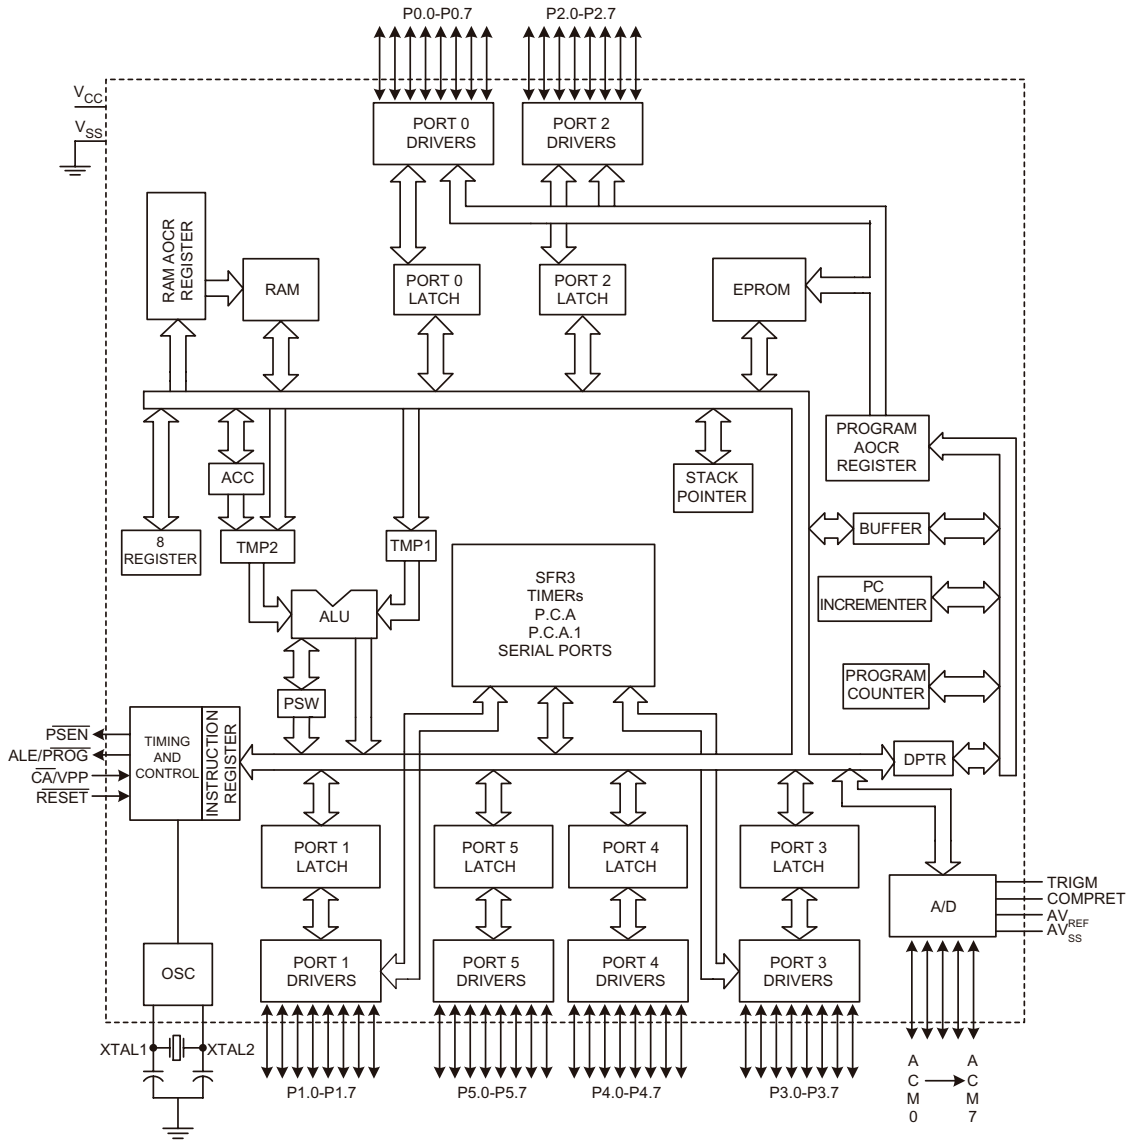 P0.0-P0.7
P2.0-P2.7
VCC
VSS
PORT 0
DRIVERS
PORT 2
DRIVERS
RAM AOCR
REGISTER
RAM
PORT 0
LATCH
PORT 2
LATCH
EPROM
PROGRAM
AOCR
REGISTER
ACC
STACK
POINTER
8
REGISTER
TMP2
TMP1
BUFFER
SFR3
TIMERs
P.C.A
P.C.A.1
SERIAL PORTS
PC
INCREMENTER
ALU
PROGRAM
COUNTER
PSW
PSEN
ALE/PROG
CA/VPP
RESET
TIMING
AND
CONTROL
INSTRUCTION
REGISTER
DPTR
PORT 1
LATCH
PORT 5
LATCH
PORT 4
LATCH
PORT 3
LATCH
A/D
TRIGM
COMPRET
AVREF
AVSS
OSC
PORT 1
DRIVERS
PORT 5
DRIVERS
PORT 4
DRIVERS
PORT 3
DRIVERS
XTAL1
XTAL2
P1.0-P1.7
P5.0-P5.7
P4.0-P4.7
P3.0-P3.7
ACM0
ACM7